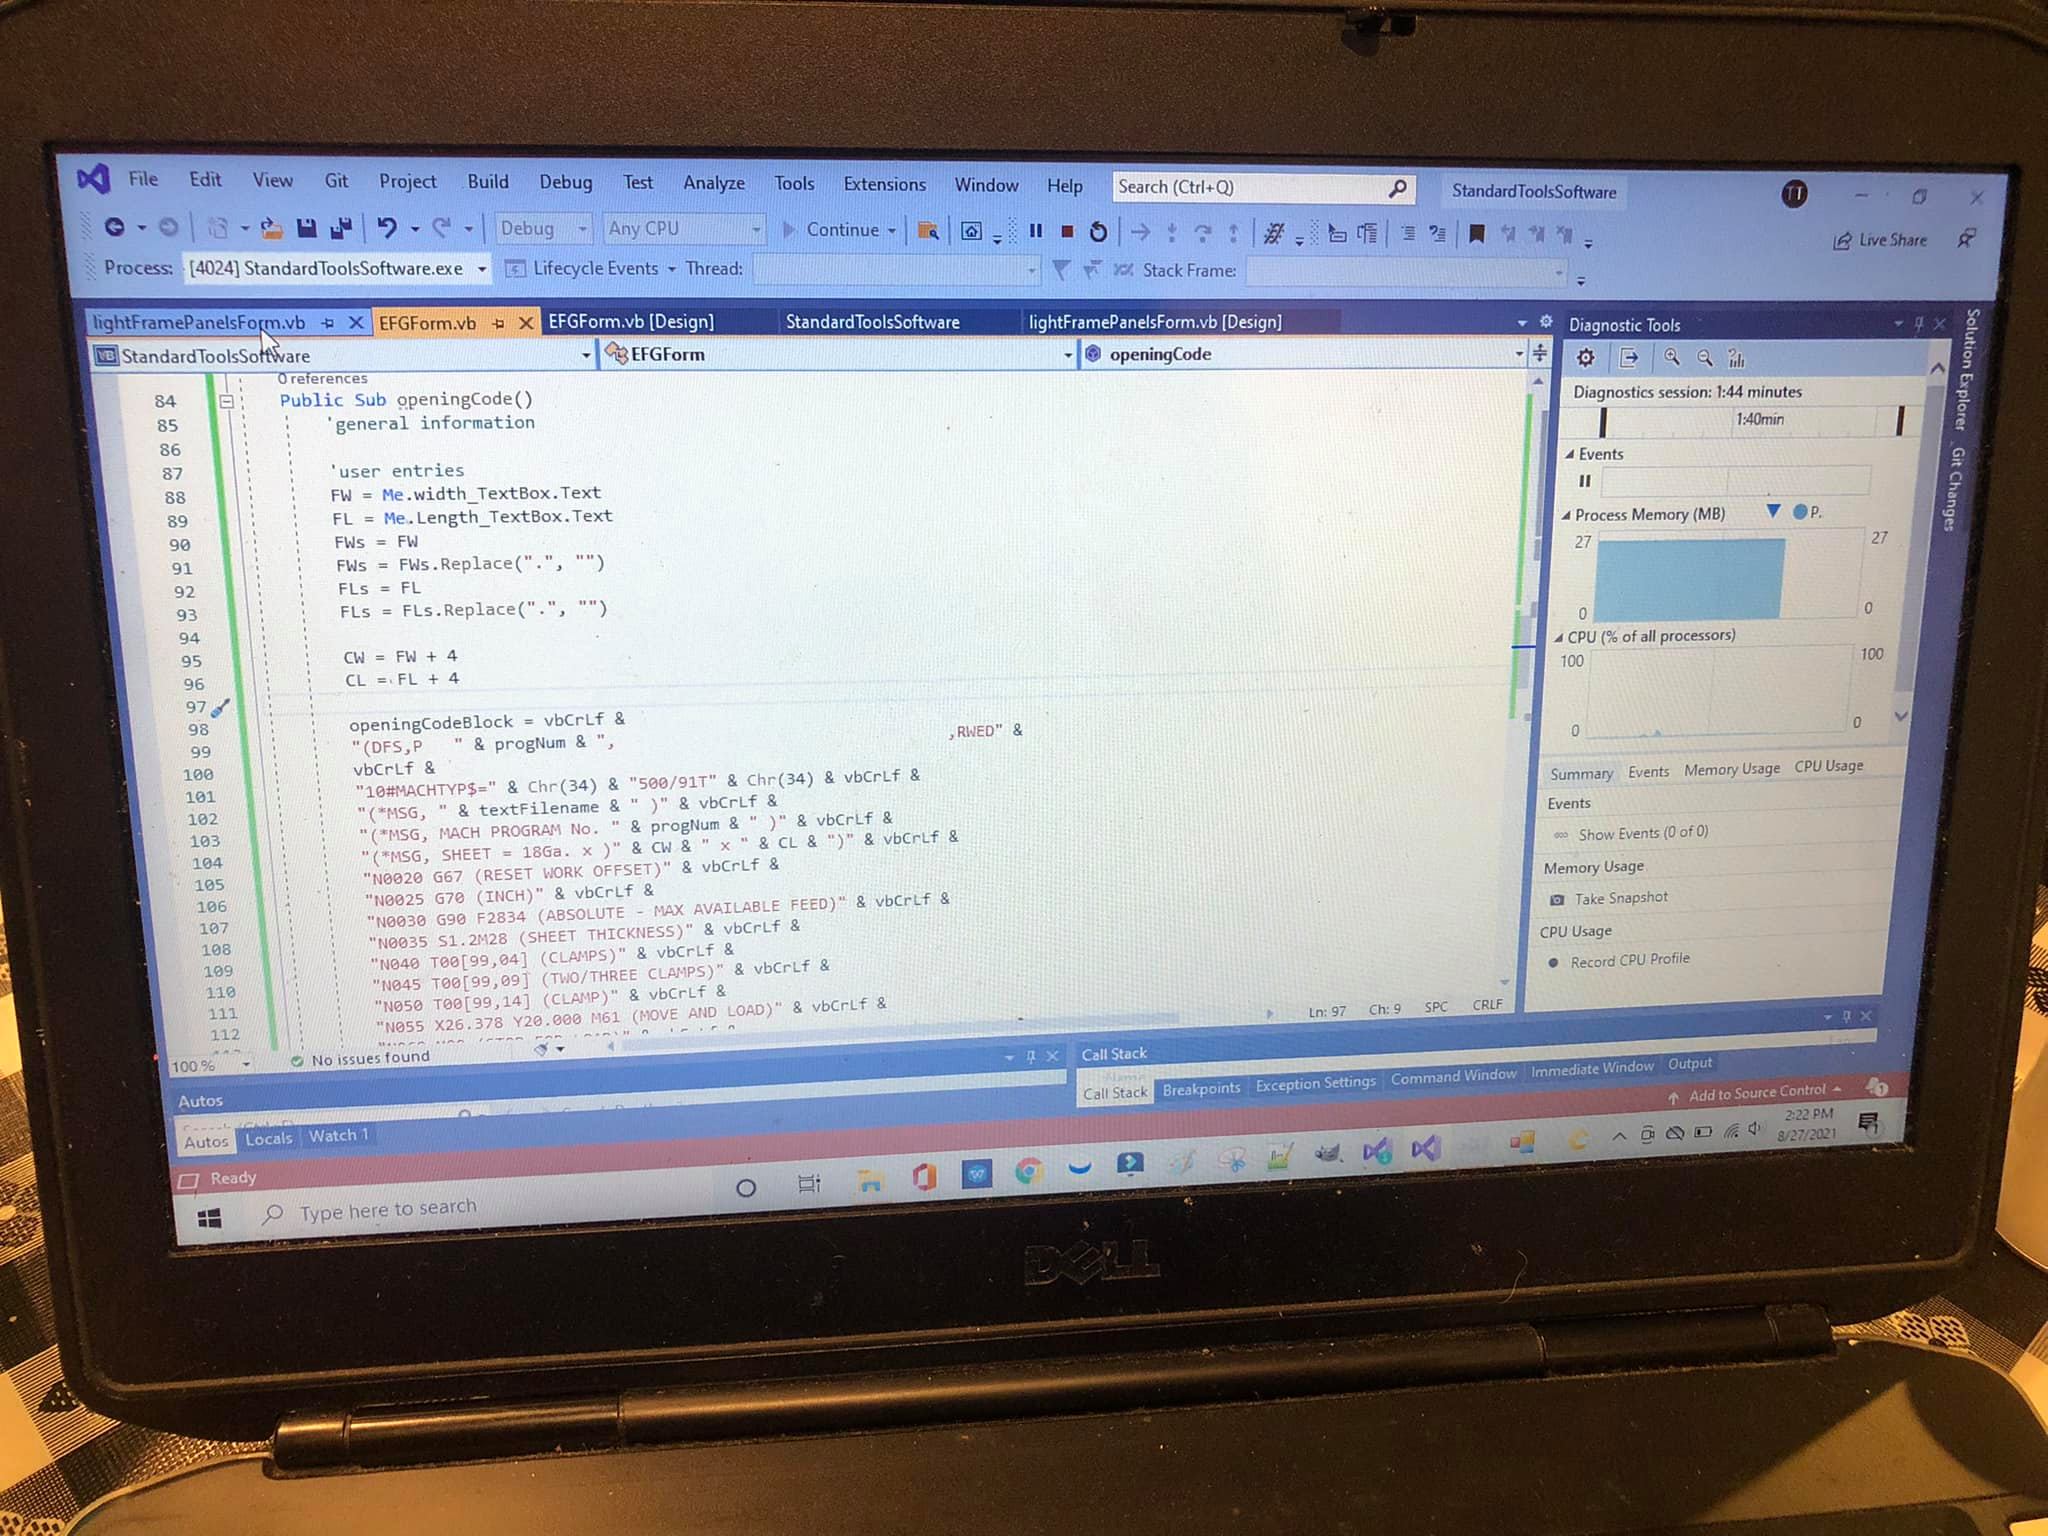 File Edit View Git Project Build Debug Test Analyze Tools Extensions Window Help Search (Ctrl+Q) StandardToolsSoftware TT
Debug Any CPU Continue Live Share
Process: [4024] StandardToolsSoftware.exe Lifecycle Events Thread: Stack Frame:
lightFramePanelsForm.vb EFGForm.vb EFGForm.vb [Design] StandardToolsSoftware lightFramePanelsForm.vb [Design]
VB StandardToolsSoftware EFGForm openingCode
0 references
84 Public Sub openingCode()
85 'general information
86
87 'user entries
88 FW = Me.width_TextBox.Text
89 FL = Me.Length_TextBox.Text
90 FWs = FW
91 FWs = FWs.Replace(".", "")
92 FLs = FL
93 FLs = FLs.Replace(".", "")
94
95 CW = FW + 4
96 CL = FL + 4
97
98 openingCodeBlock = vbCrLf &
99 "(DFS,P " & progNum & ", ,RWED" &
100 vbCrLf &
101 "10#MACHTYP$=" & Chr(34) & "500/91T" & Chr(34) & vbCrLf &
102 "(*MSG, " & textFilename & " )" & vbCrLf &
103 "(*MSG, MACH PROGRAM No. " & progNum & " )" & vbCrLf &
104 "(*MSG, SHEET = 18Ga. x )" & CW & " x " & CL & ")" & vbCrLf &
105 "N0020 G67 (RESET WORK OFFSET)" & vbCrLf &
106 "N0025 G70 (INCH)" & vbCrLf &
107 "N0030 G90 F2834 (ABSOLUTE - MAX AVAILABLE FEED)" & vbCrLf &
108 "N0035 S1.2M28 (SHEET THICKNESS)" & vbCrLf &
109 "N040 T00[99,04] (CLAMPS)" & vbCrLf &
110 "N045 T00[99,09] (TWO/THREE CLAMPS)" & vbCrLf &
111 "N050 T00[99,14] (CLAMP)" & vbCrLf &
112 "N055 X26.378 Y20.000 M61 (MOVE AND LOAD)" & vbCrLf &
100 % No issues found Ln: 97 Ch: 9 SPC CRLF
Diagnostic Tools
Diagnostics session: 1:44 minutes
1:40min
Events
Process Memory (MB) P.
27 27
0 0
CPU (% of all processors)
100 100
0 0
Summary Events Memory Usage CPU Usage
Events
Show Events (0 of 0)
Memory Usage
Take Snapshot
CPU Usage
Record CPU Profile
Solution Explorer
Git Changes
Autos
Autos Locals Watch 1
Call Stack
Call Stack Breakpoints Exception Settings Command Window Immediate Window Output
Ready Add to Source Control 1
Type here to search
2:22 PM
8/27/2021
DELL